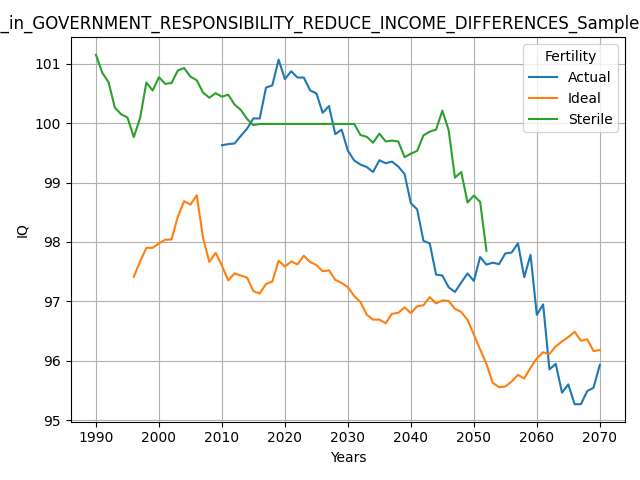 _in_GOVERNMENT_RESPONSIBILITY_REDUCE_INCOME_DIFFERENCES_Sample
Fertility
Actual
Ideal
Sterile
101
100
99
98
97
96
95
IQ
1990 2000 2010 2020 2030 2040 2050 2060 2070
Years